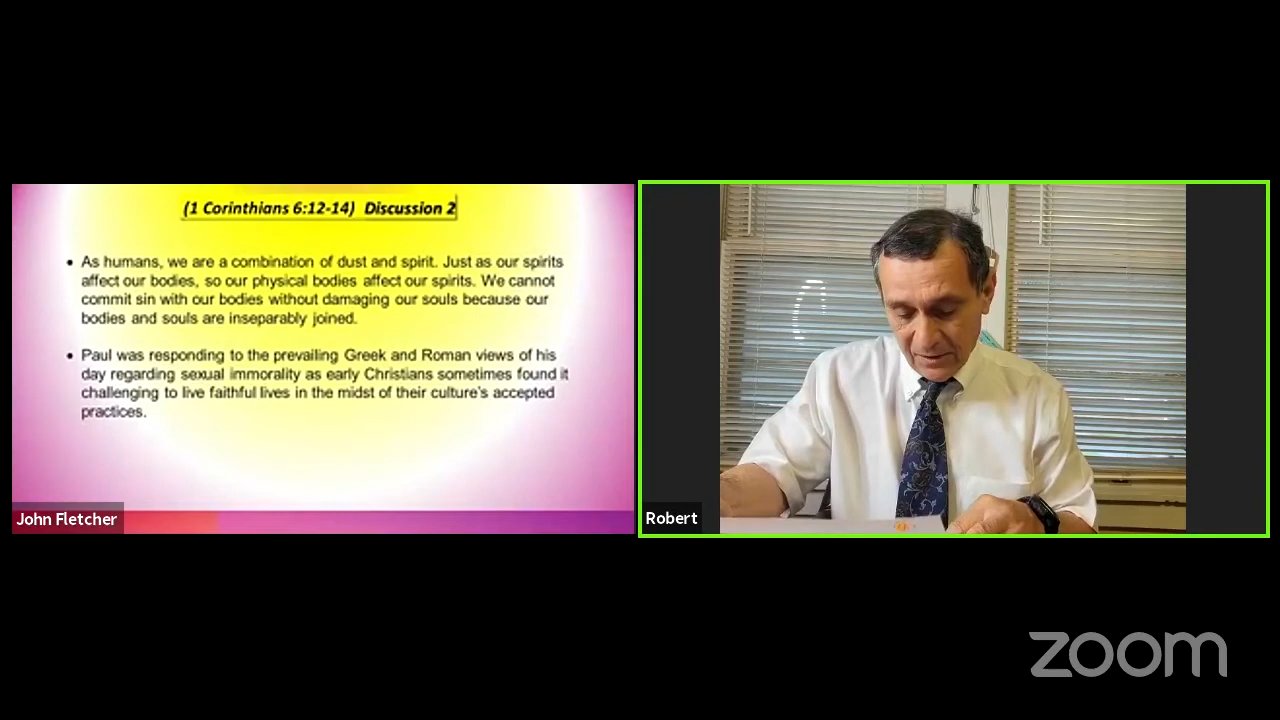 (1 Corinthians 6:12-14) Discussion 2
• As humans, we are a combination of dust and spirit. Just as our spirits
affect our bodies, so our physical bodies affect our spirits. We cannot
commit sin with our bodies without damaging our souls because our
bodies and souls are inseparably joined.
• Paul was responding to the prevailing Greek and Roman views of his
day regarding sexual immorality as early Christians sometimes found it
challenging to live faithful lives in the midst of their culture's accepted
practices.
John Fletcher
Robert
zoom